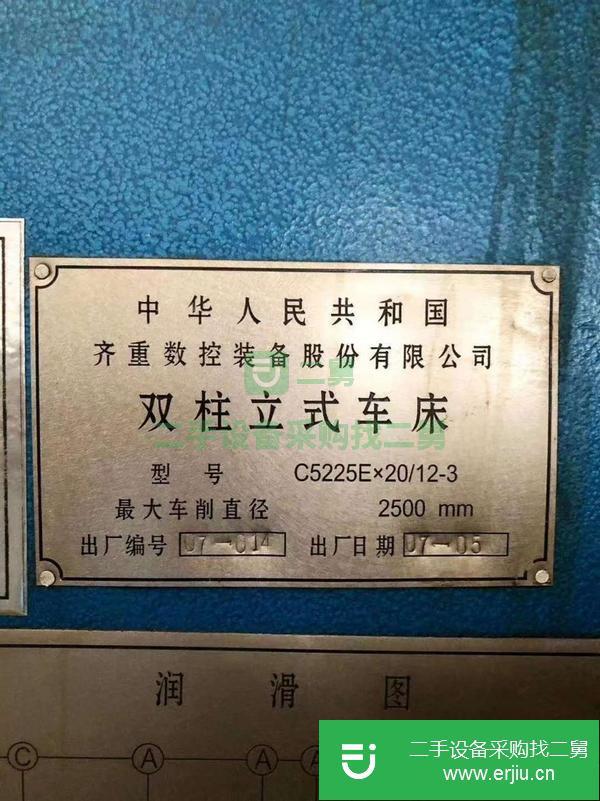 中华人民共和国
齐重数控装备股份有限公司
二舅
双柱立式车床
二手设备采购找二舅
型号 C5225E×20/12-3
最大车削直径 2500 mm
出厂编号 07-014 出厂日期 07-05
润滑图
C A A A
二手设备采购找二舅
www.erjiu.cn